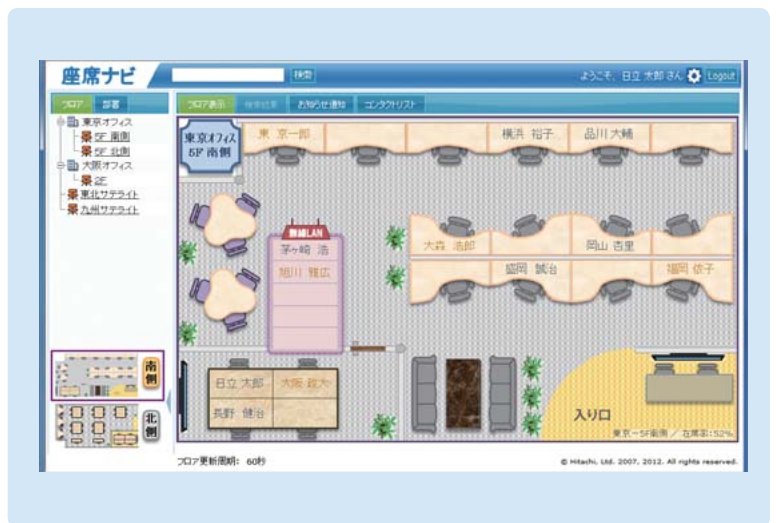 座席ナビ
検索
ようこそ、日立 太郎 さん
Logout
フロア 部署
フロア表示 検索結果 お知らせ通知 コンタクトリスト
東京オフィス
5F 南側
5F 北側
大阪オフィス
2F
東北サテライト
九州サテライト
東京オフィス
5F 南側
東 京一郎
横浜 裕子
品川 大輔
無線LAN
茅ヶ崎 浩
旭川 雅広
大森 浩郎
岡山 杏里
盛岡 誠治
福岡 依子
日立 太郎
大阪 政大
長野 健治
入り口
東京-5F南側 / 在席率:52%
南側
北側
フロア更新周期: 60秒
© Hitachi, Ltd. 2007, 2012. All rights reserved.